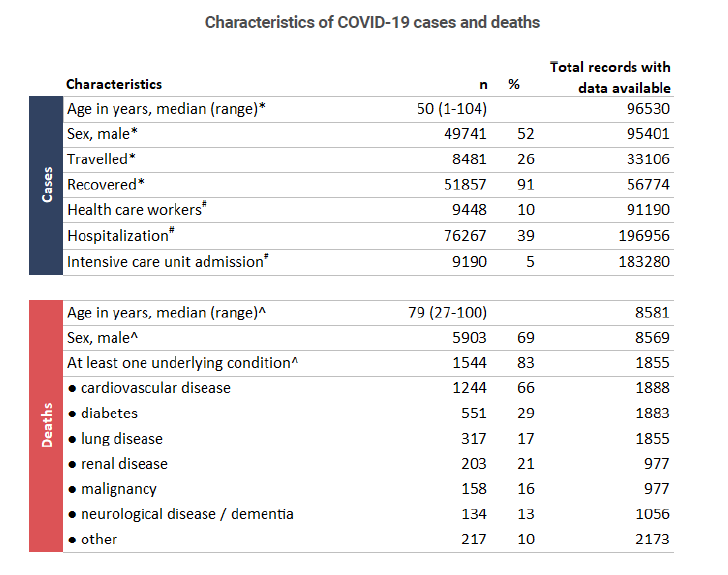 Characteristics of COVID-19 cases and deaths
Total records with
Characteristics n % data available
Cases
Age in years, median (range)* 50 (1-104) 96530
Sex, male* 49741 52 95401
Travelled* 8481 26 33106
Recovered* 51857 91 56774
Health care workers# 9448 10 91190
Hospitalization# 76267 39 196956
Intensive care unit admission# 9190 5 183280
Deaths
Age in years, median (range)^ 79 (27-100) 8581
Sex, male^ 5903 69 8569
At least one underlying condition^ 1544 83 1855
● cardiovascular disease 1244 66 1888
● diabetes 551 29 1883
● lung disease 317 17 1855
● renal disease 203 21 977
● malignancy 158 16 977
● neurological disease / dementia 134 13 1056
● other 217 10 2173